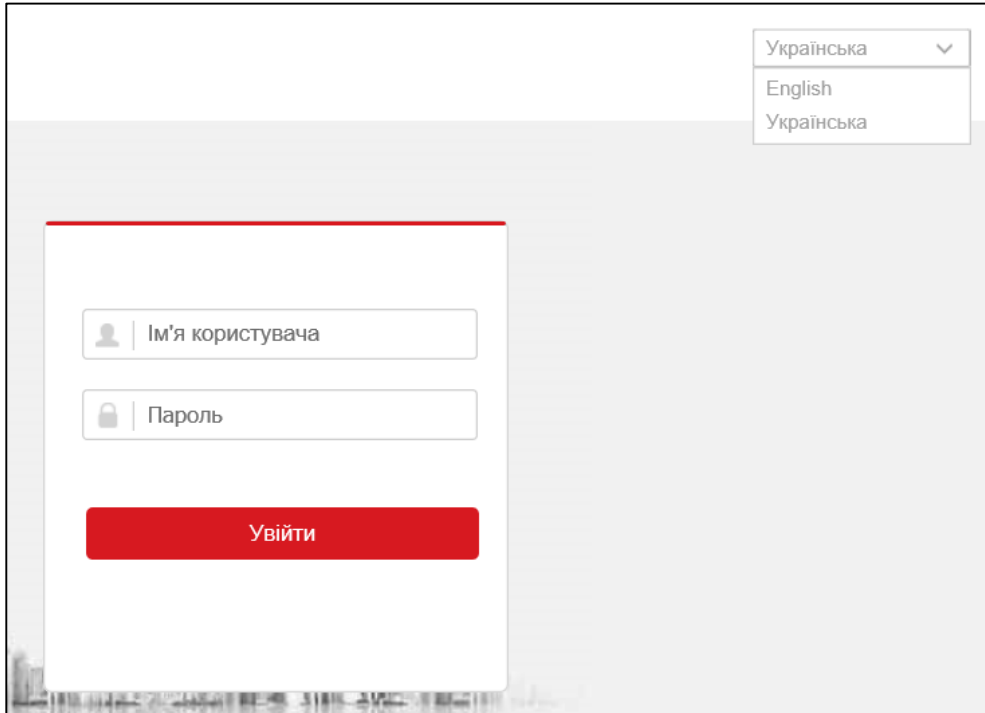 Українська
English
Українська
Ім'я користувача
Пароль
Увійти